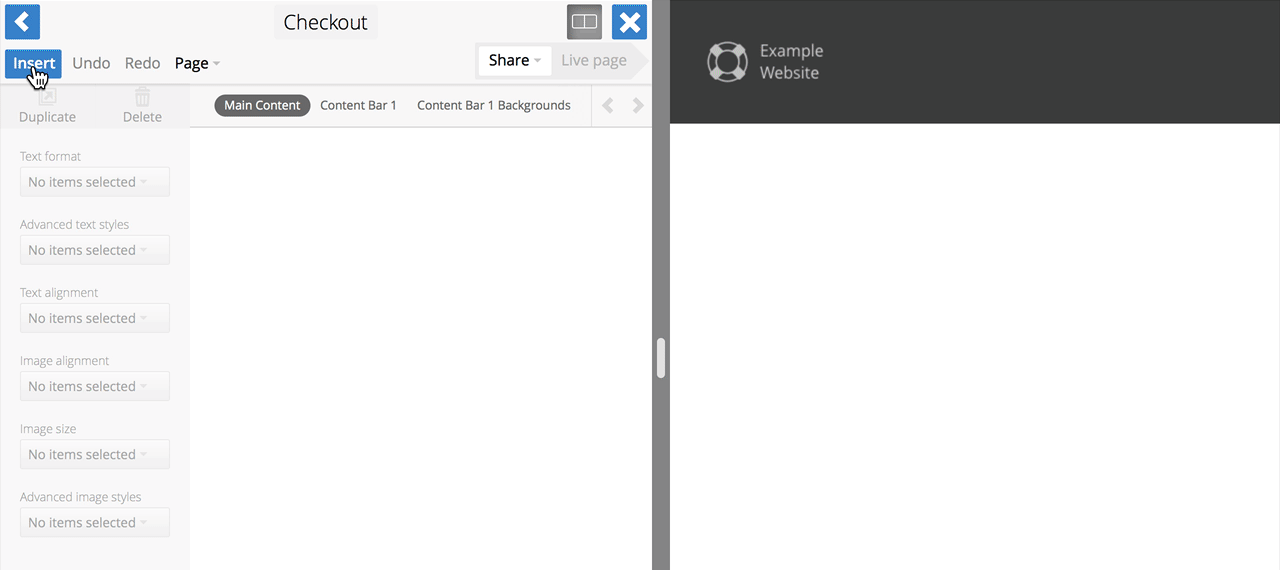 Checkout
Insert Undo Redo Page Share Live page
Duplicate Delete
Main Content Content Bar 1 Content Bar 1 Backgrounds
Text format
No items selected
Advanced text styles
No items selected
Text alignment
No items selected
Image alignment
No items selected
Image size
No items selected
Advanced image styles
No items selected
Example
Website